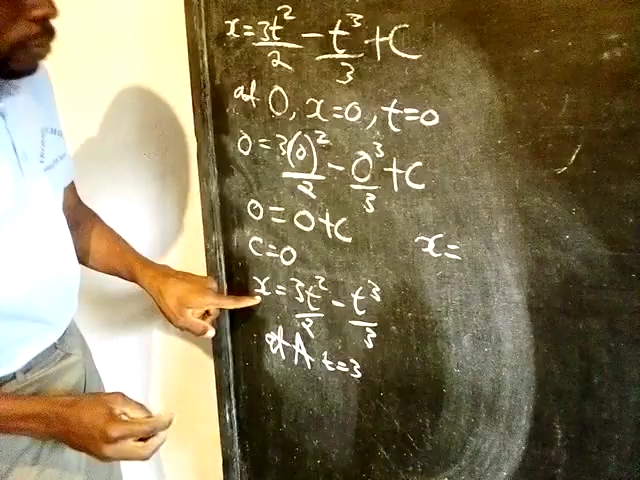 x = 3t²/2 - t³/3 + C
at O, x=0, t=0
0 = 3(0)²/2 - 0³/3 + C
0 = 0+C
C=0
x = 3t²/2 - t³/3
at A t=3
x=